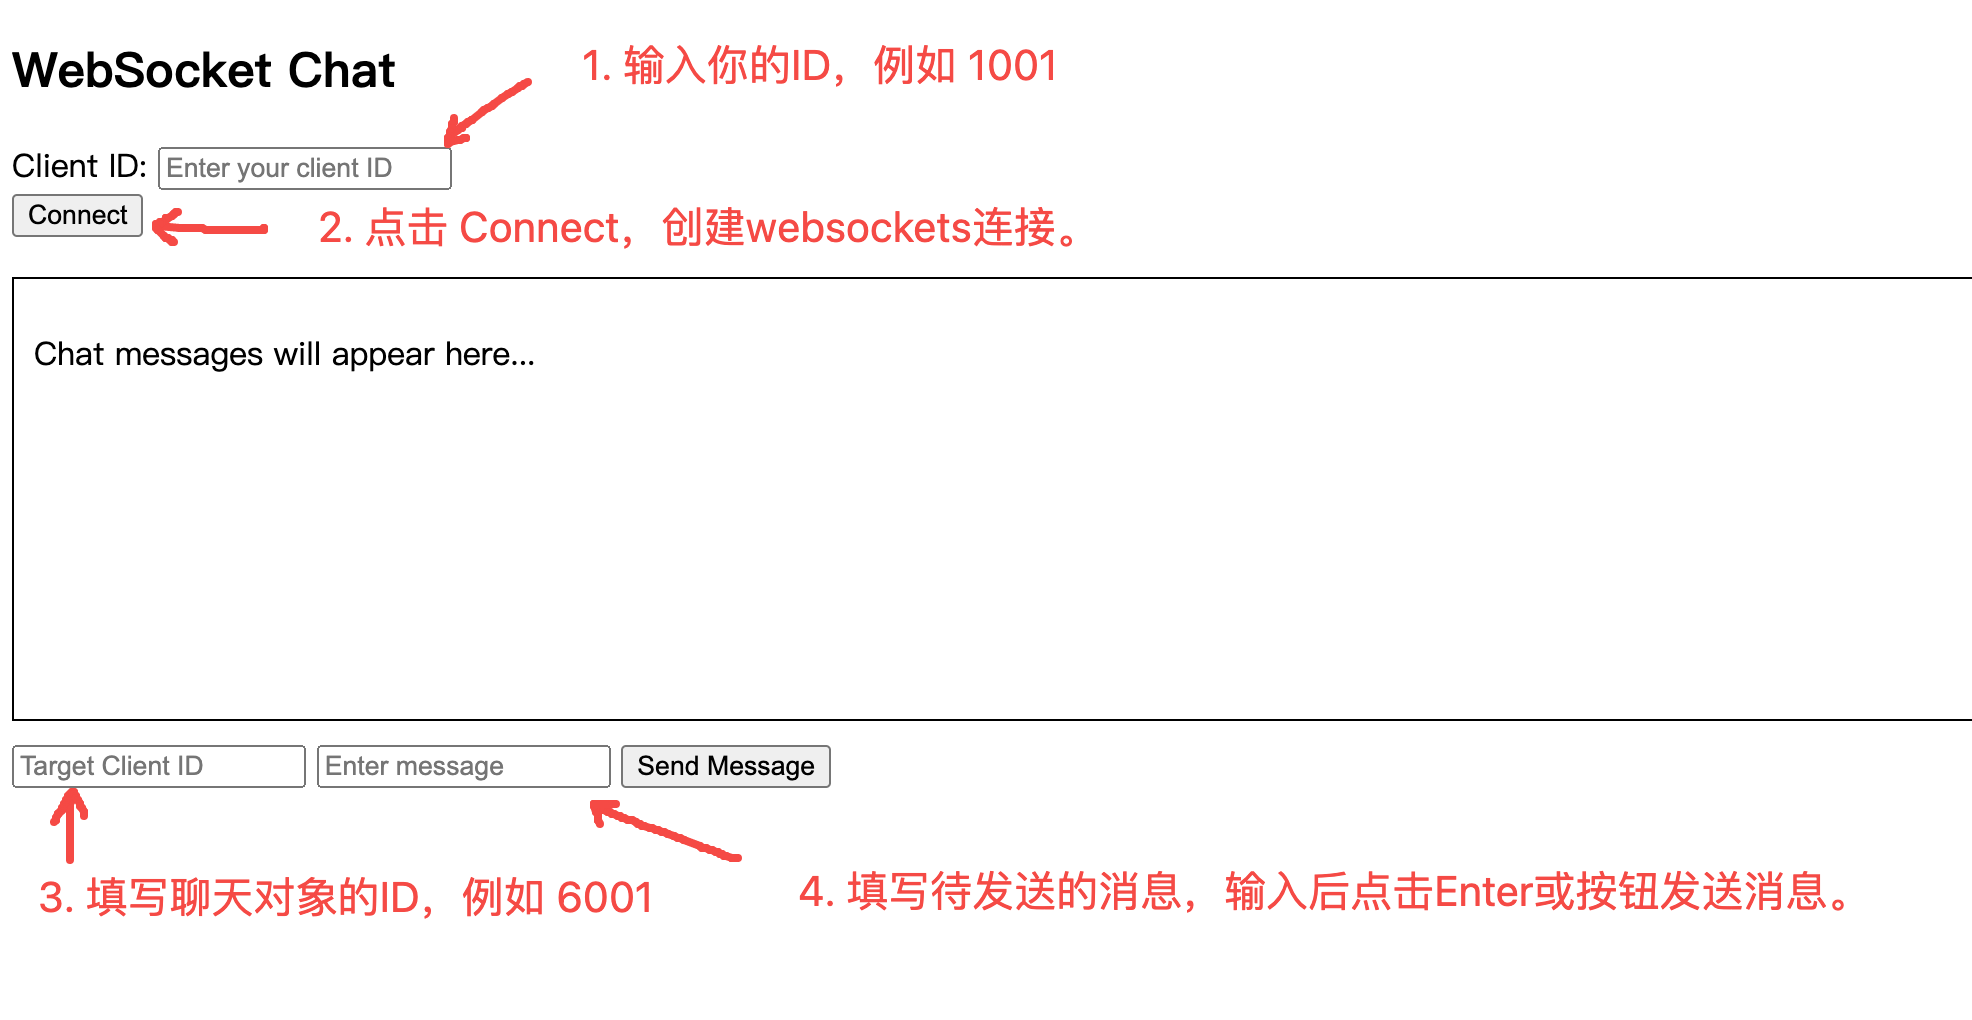 WebSocket Chat
1. 输入你的ID，例如 1001
Client ID: Enter your client ID
Connect
2. 点击 Connect，创建websockets连接。
Chat messages will appear here...
Target Client ID Enter message Send Message
3. 填写聊天对象的ID，例如 6001
4. 填写待发送的消息，输入后点击Enter或按钮发送消息。